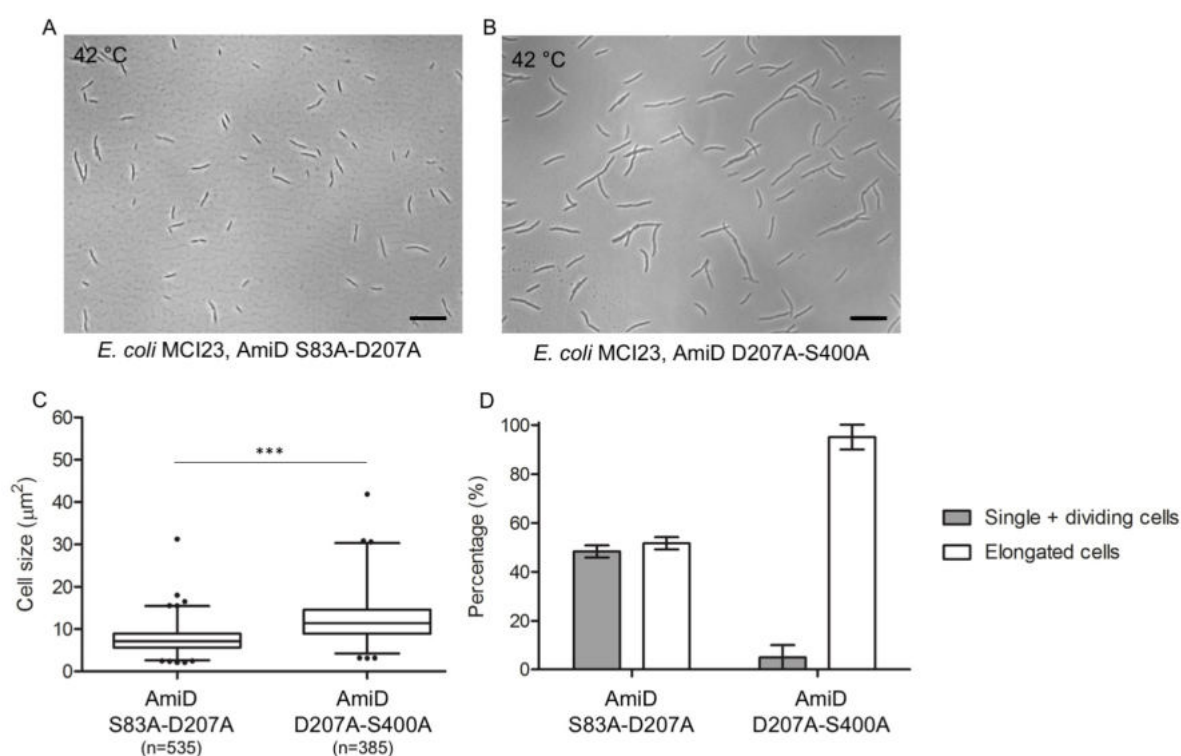 A
B
42 °C
42 °C
E. coli MCI23, AmiD S83A-D207A
E. coli MCI23, AmiD D207A-S400A
C
D
60
50
40
30
20
10
0
Cell size (μm²)
***
AmiD
S83A-D207A
(n=535)
AmiD
D207A-S400A
(n=385)
100
80
60
40
20
0
Percentage (%)
AmiD
S83A-D207A
AmiD
D207A-S400A
Single + dividing cells
Elongated cells